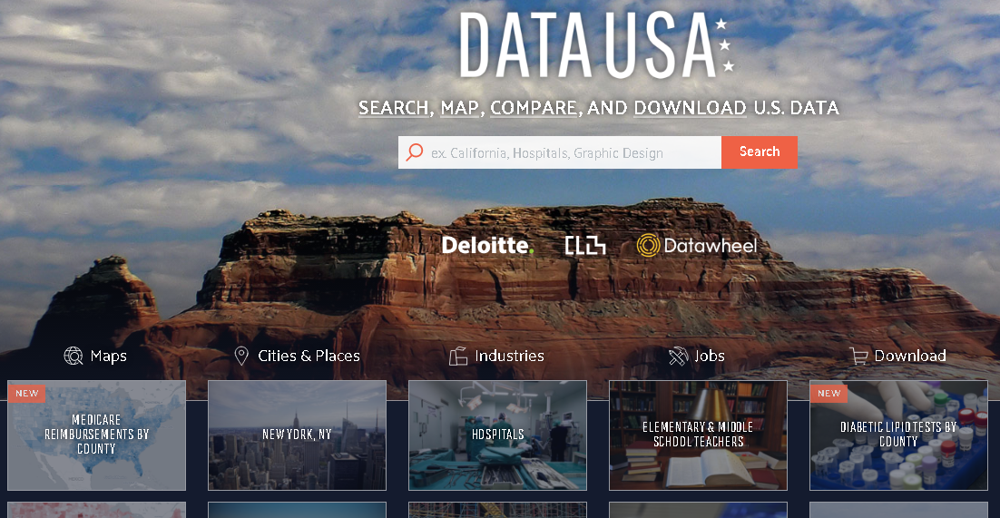 DATA USA
SEARCH, MAP, COMPARE, AND DOWNLOAD U.S. DATA
ex. California, Hospitals, Graphic Design
Search
Deloitte.
Datawheel
Maps
Cities & Places
Industries
Jobs
Download
NEW
MEDICARE
REIMBURSEMENTS BY
COUNTY
NEW YORK, NY
HOSPITALS
ELEMENTARY & MIDDLE
SCHOOL TEACHERS
NEW
DIABETIC LIPID TESTS BY
COUNTY